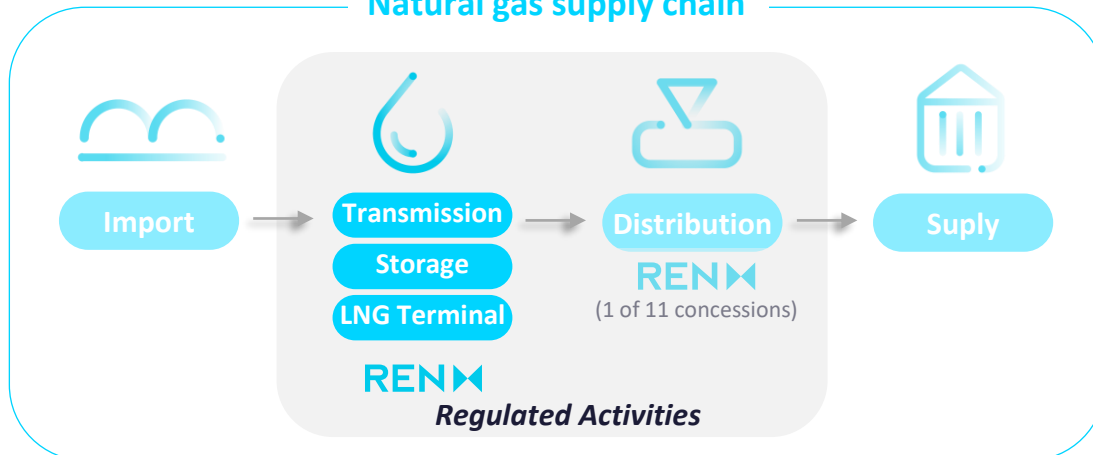 Natural gas supply chain
Import
Transmission
Storage
LNG Terminal
REN
Distribution
REN
(1 of 11 concessions)
Suply
Regulated Activities